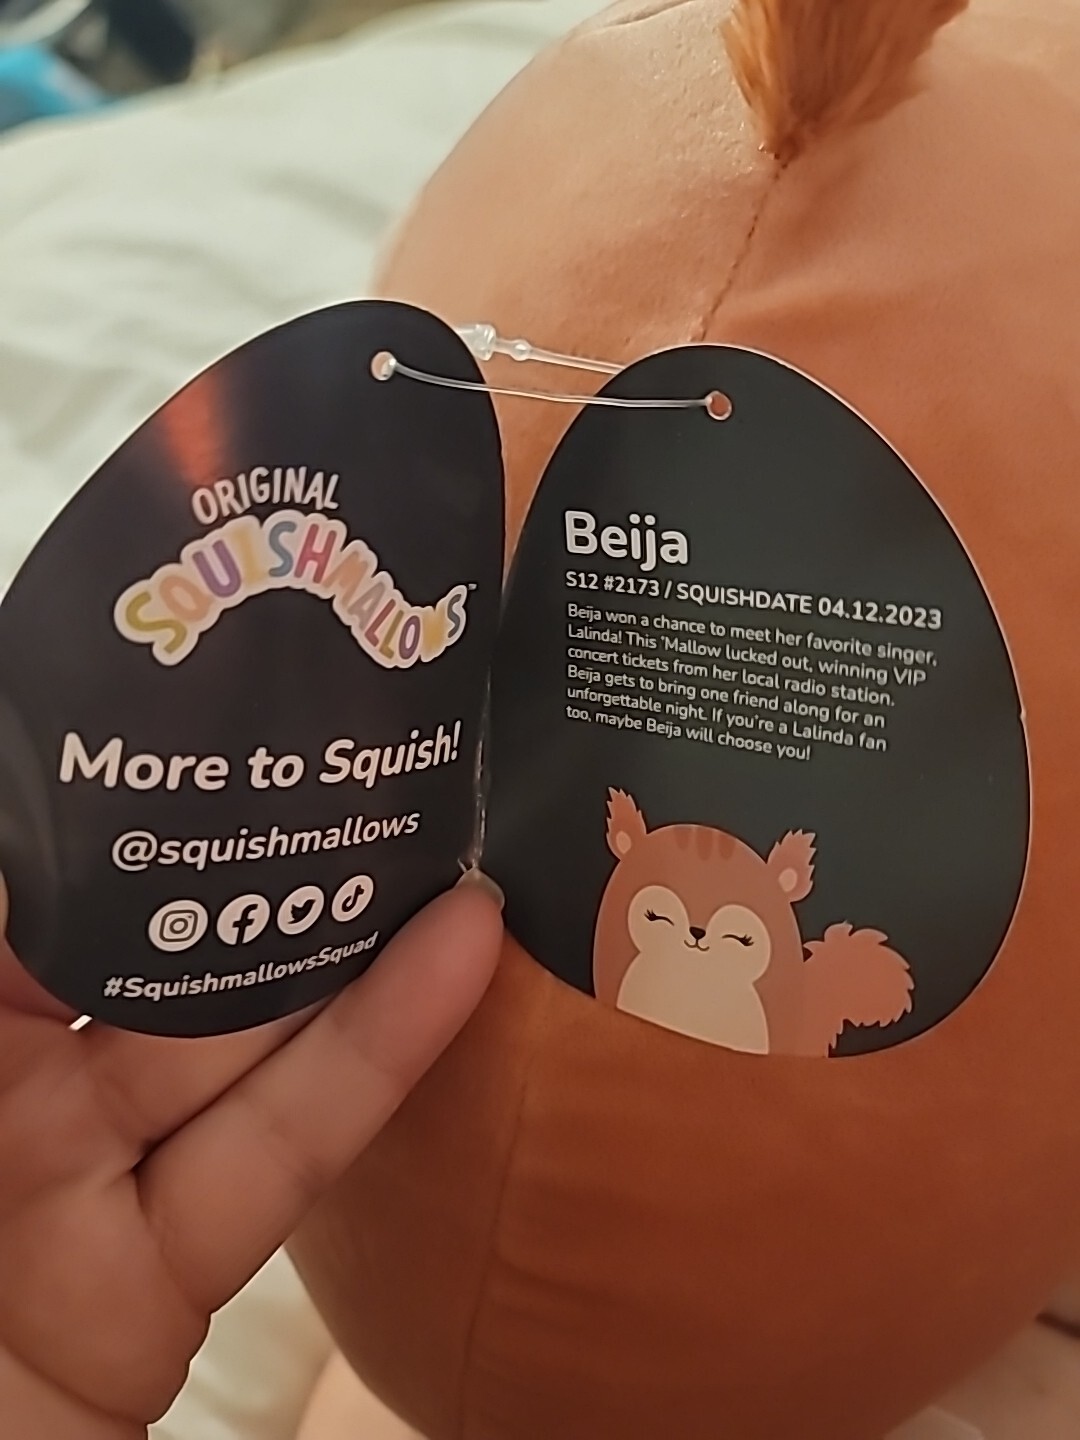 ORIGINAL
SQUISHMALLOWS™
More to Squish!
@squishmallows
#SquishmallowsSquad
Beija
S12 #2173 / SQUISHDATE 04.12.2023
Beija won a chance to meet her favorite singer,
Lalinda! This 'Mallow lucked out, winning VIP
concert tickets from her local radio station.
Beija gets to bring one friend along for an
unforgettable night. If you're a Lalinda fan
too, maybe Beija will choose you!